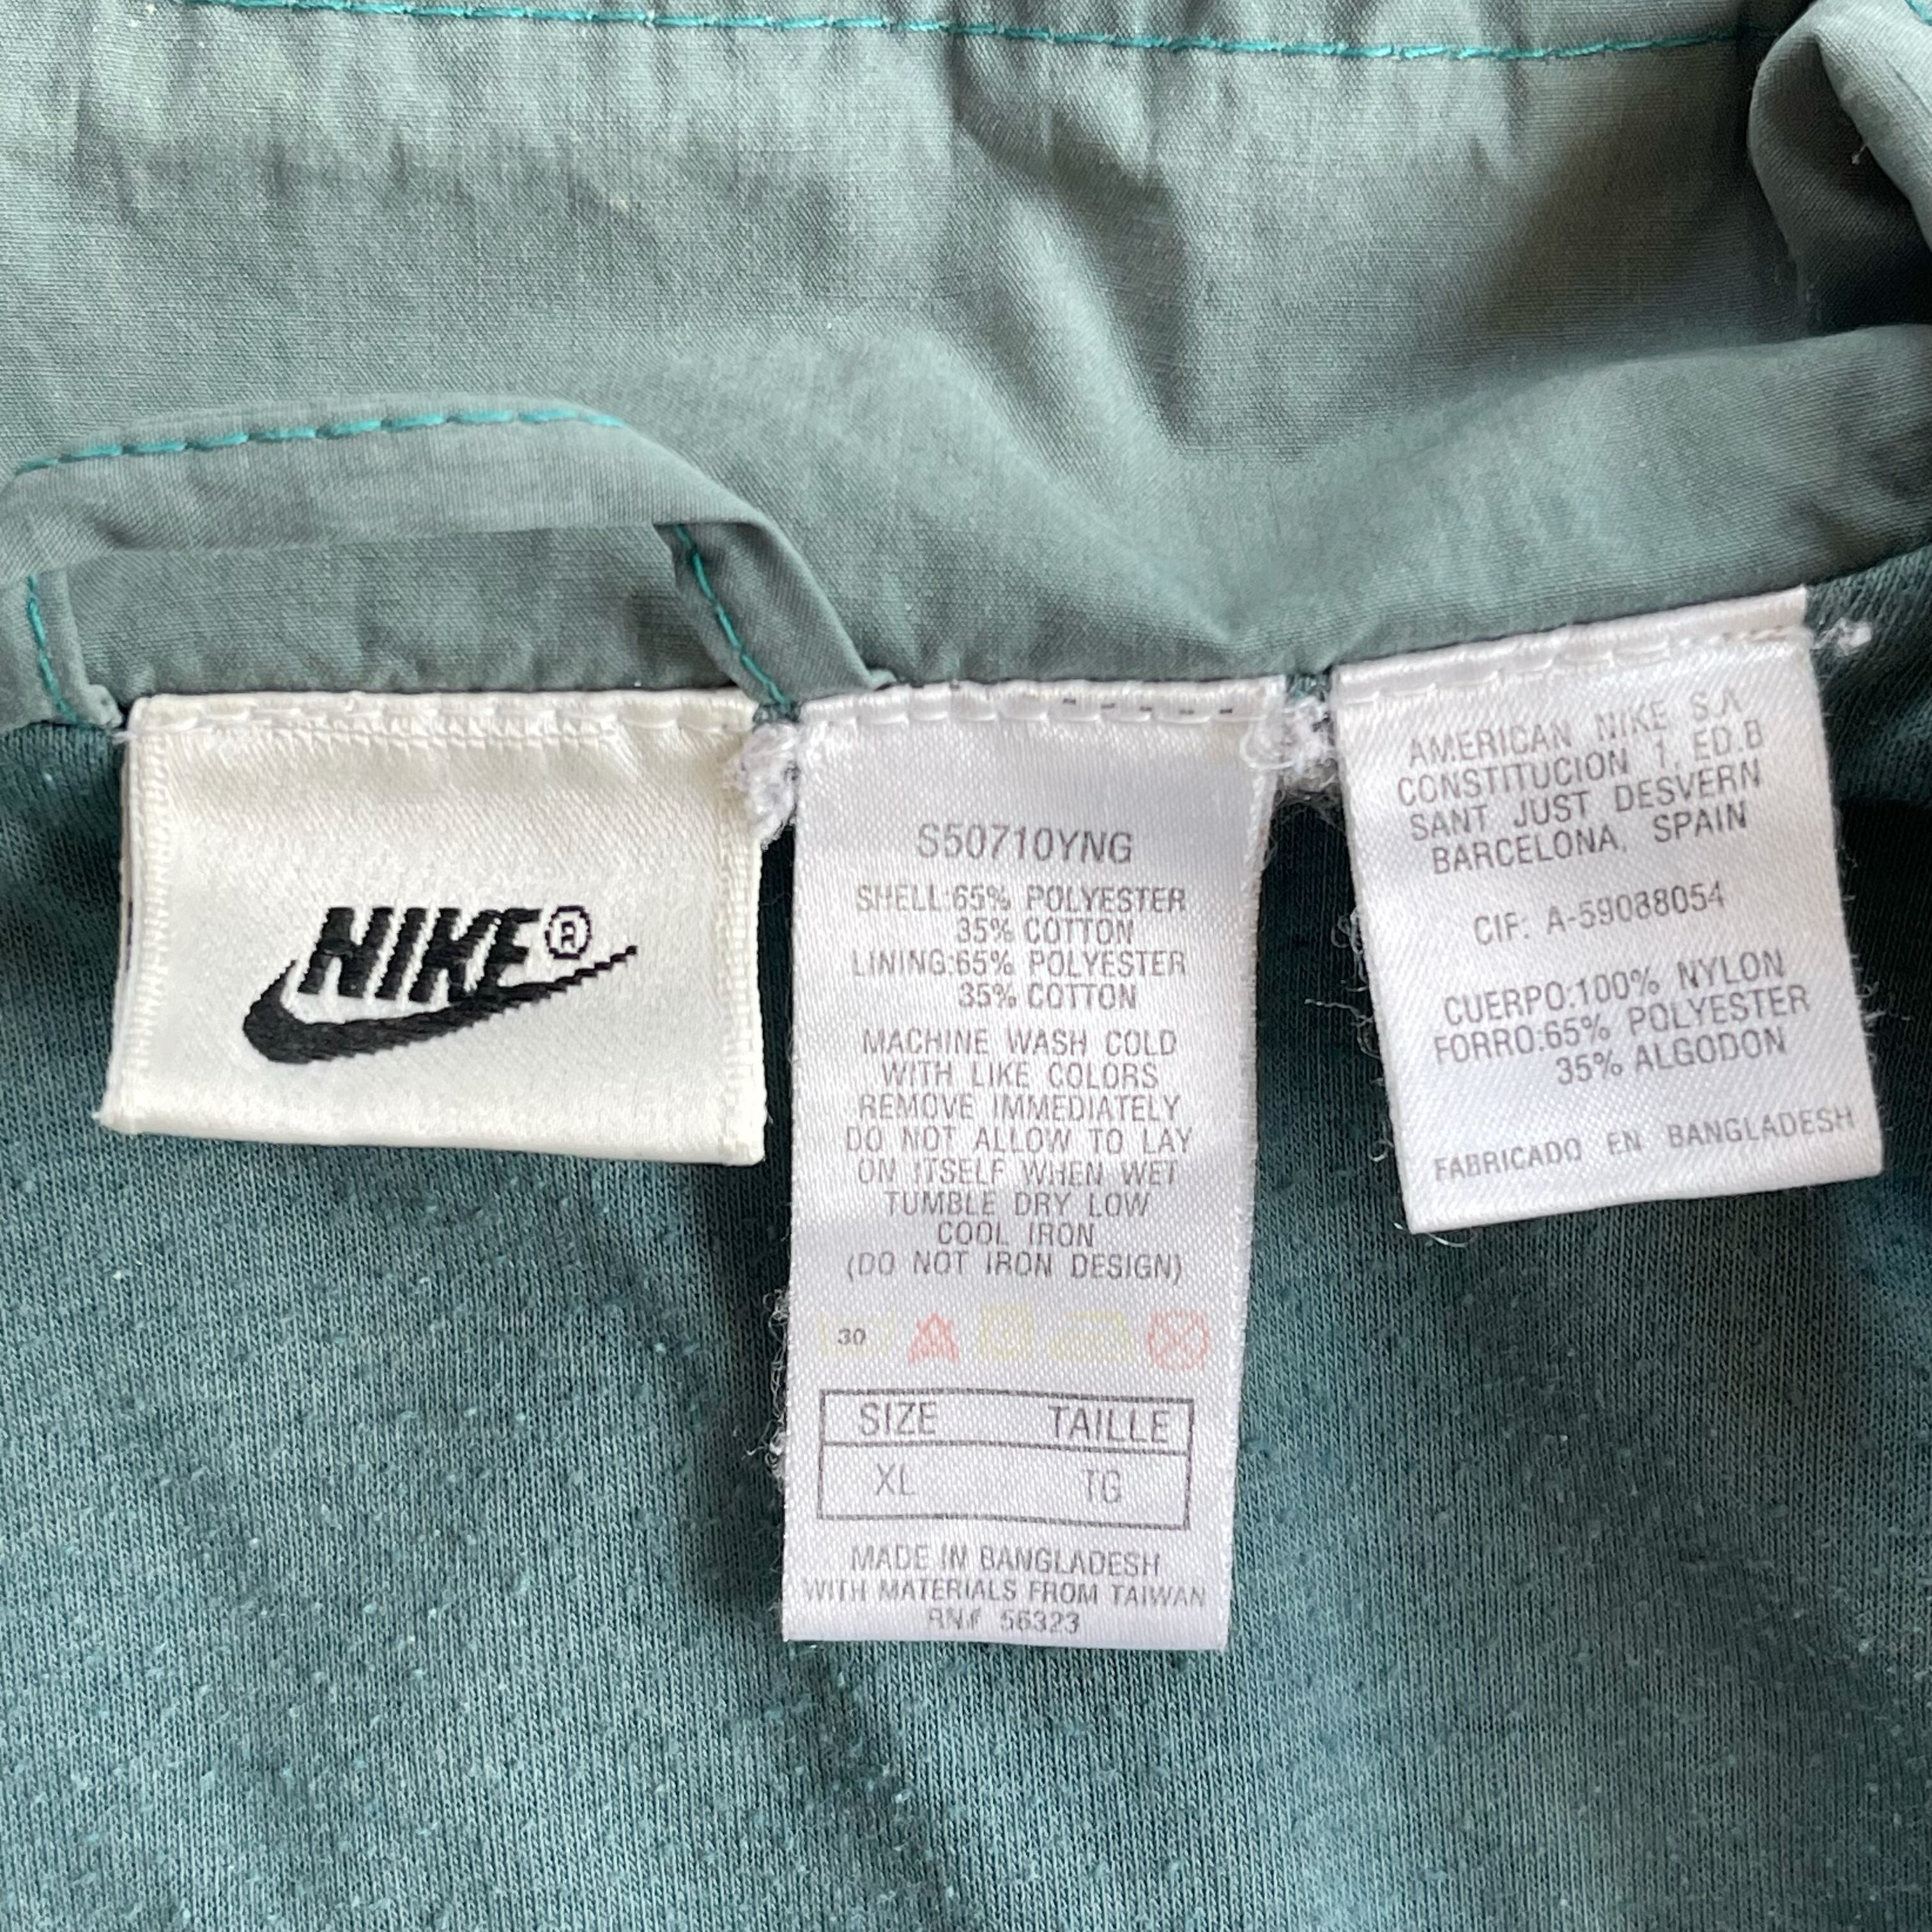 NIKE®
S50710YNG
SHELL:65% POLYESTER
35% COTTON
LINING:65% POLYESTER
35% COTTON
MACHINE WASH COLD
WITH LIKE COLORS
REMOVE IMMEDIATELY
DO NOT ALLOW TO LAY
ON ITSELF WHEN WET
TUMBLE DRY LOW
COOL IRON
(DO NOT IRON DESIGN)
30
SIZE TAILLE
XL TG
MADE IN BANGLADESH
WITH MATERIALS FROM TAIWAN
RN# 56323
AMERICAN NIKE S.A
CONSTITUCION 1, ED.B
SANT JUST DESVERN
BARCELONA, SPAIN
CIF: A-59088054
CUERPO:100% NYLON
FORRO:65% POLYESTER
35% ALGODON
FABRICADO EN BANGLADESH